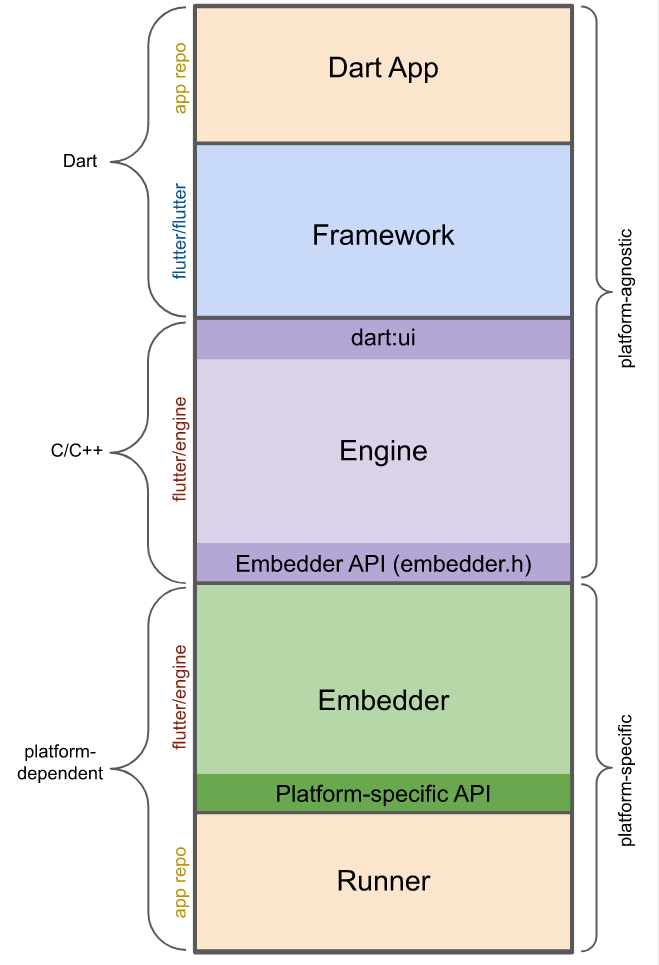 Dart App
app repo
Dart
flutter/flutter
Framework
platform-agnostic
dart:ui
flutter/engine
C/C++
Engine
Embedder API (embedder.h)
flutter/engine
Embedder
platform-
dependent
platform-specific
Platform-specific API
app repo
Runner